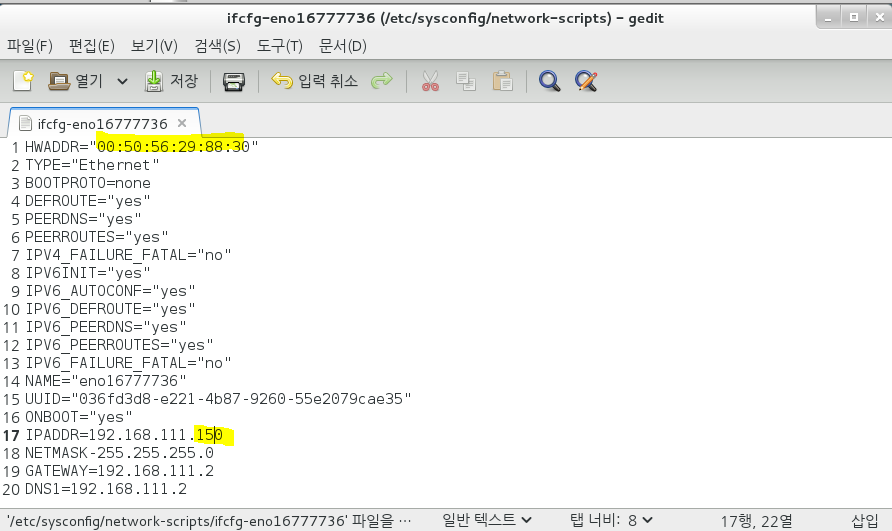 ifcfg-eno16777736 (/etc/sysconfig/network-scripts) - gedit
파일(F) 편집(E) 보기(V) 검색(S) 도구(T) 문서(D)
열기 저장 입력 취소
ifcfg-eno16777736
1 HWADDR="00:50:56:29:88:30"
2 TYPE="Ethernet"
3 BOOTPROTO=none
4 DEFROUTE="yes"
5 PEERDNS="yes"
6 PEERROUTES="yes"
7 IPV4_FAILURE_FATAL="no"
8 IPV6INIT="yes"
9 IPV6_AUTOCONF="yes"
10 IPV6_DEFROUTE="yes"
11 IPV6_PEERDNS="yes"
12 IPV6_PEERROUTES="yes"
13 IPV6_FAILURE_FATAL="no"
14 NAME="eno16777736"
15 UUID="036fd3d8-e221-4b87-9260-55e2079cae35"
16 ONBOOT="yes"
17 IPADDR=192.168.111.150
18 NETMASK-255.255.255.0
19 GATEWAY=192.168.111.2
20 DNS1=192.168.111.2
'/etc/sysconfig/network-scripts/ifcfg-eno16777736' 파일을 … 일반 텍스트 탭 너비: 8 17행, 22열 삽입